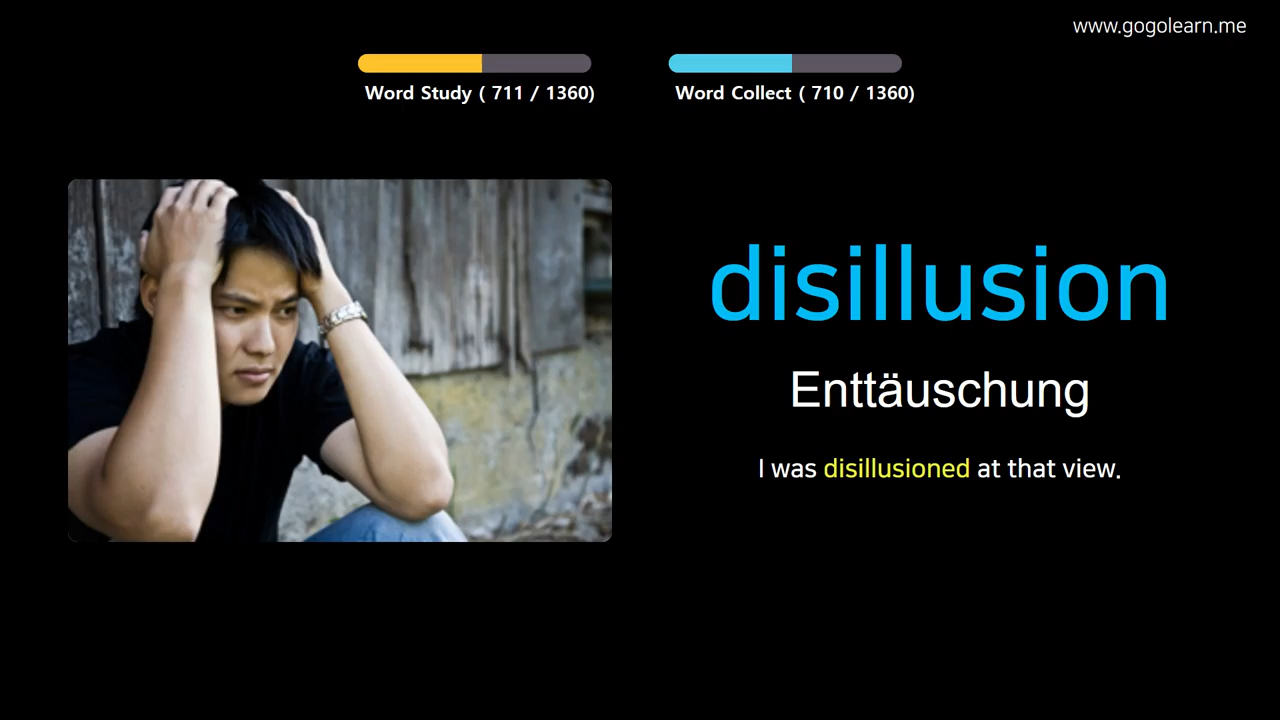 www.gogolearn.me
Word Study ( 711 / 1360)
Word Collect ( 710 / 1360)
disillusion
Enttäuschung
I was disillusioned at that view.